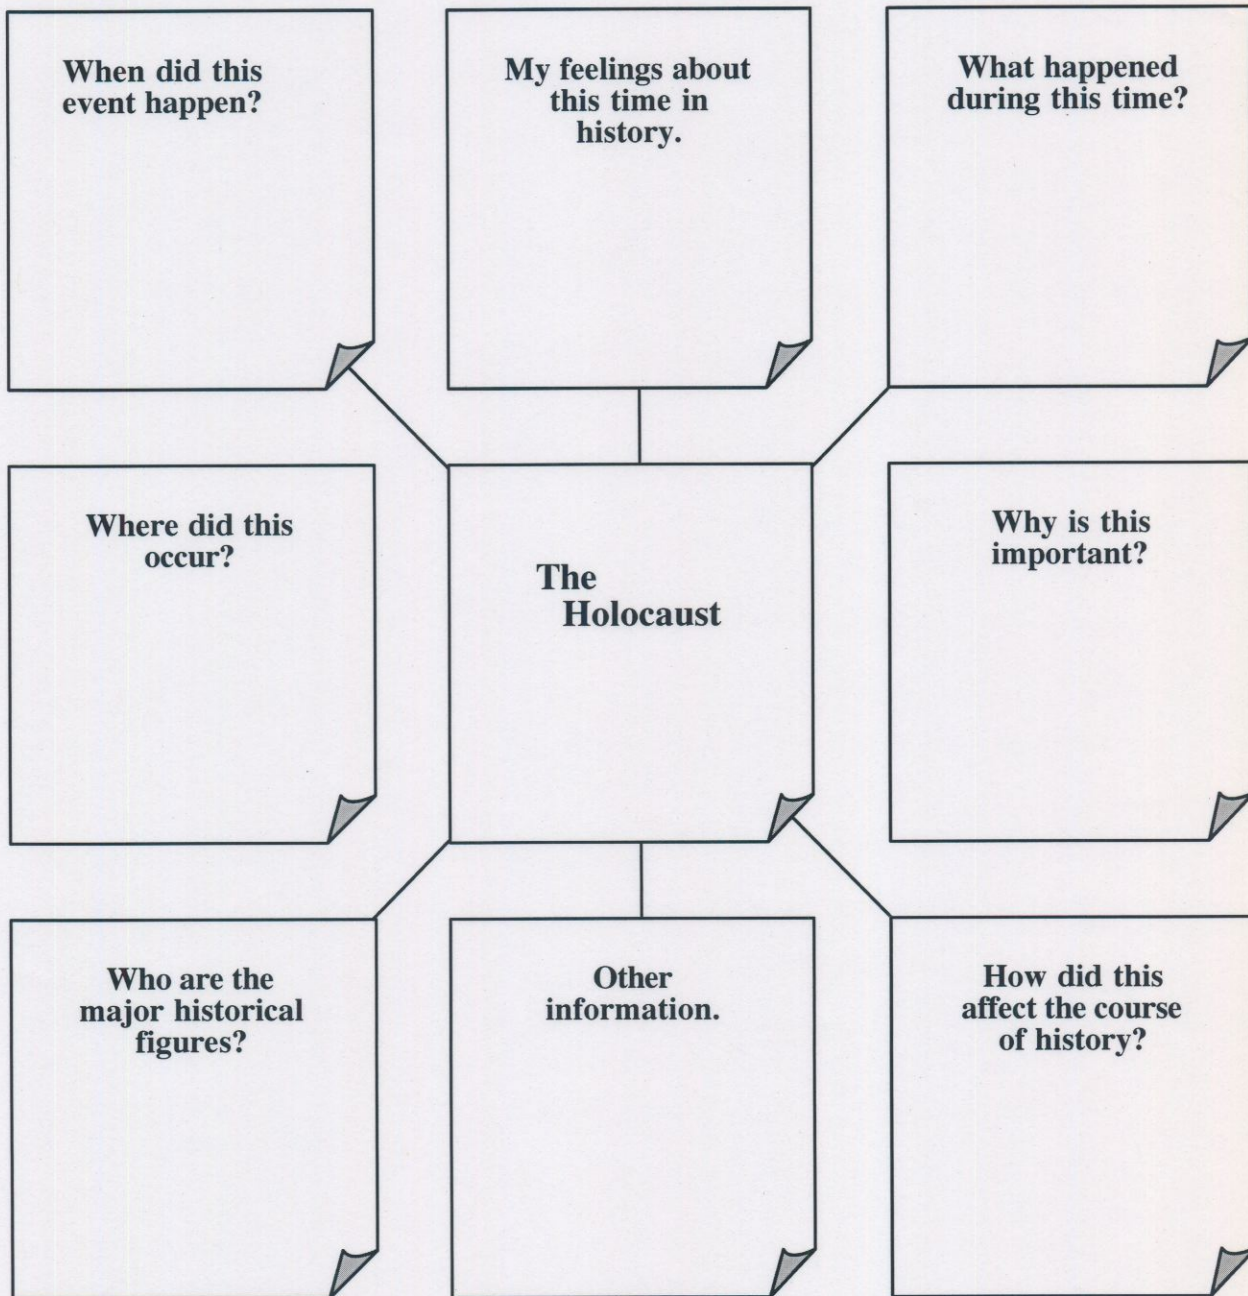 When did this
event happen?
My feelings about
this time in
history.
What happened
during this time?
Where did this
occur?
The
Holocaust
Why is this
important?
Who are the
major historical
figures?
Other
information.
How did this
affect the course
of history?